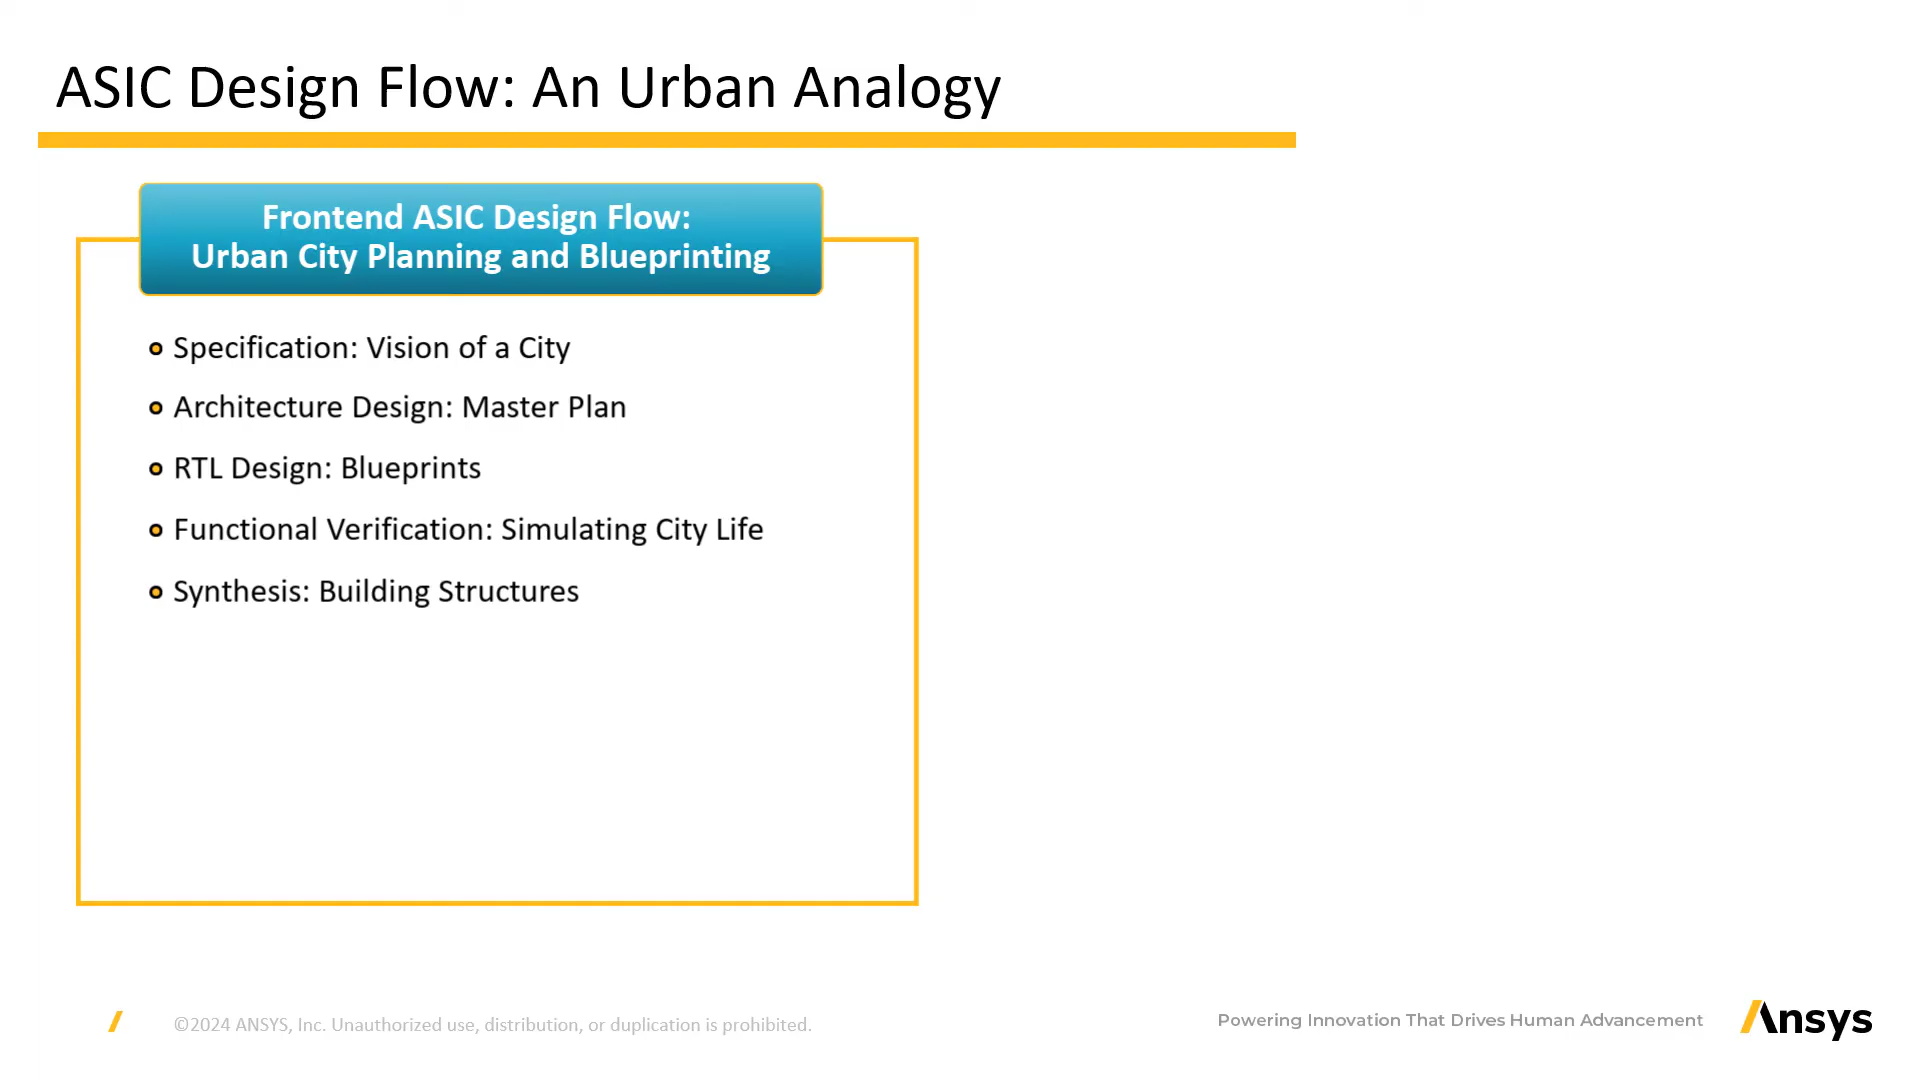 ASIC Design Flow: An Urban Analogy
Frontend ASIC Design Flow:
Urban City Planning and Blueprinting
Specification: Vision of a City
Architecture Design: Master Plan
RTL Design: Blueprints
Functional Verification: Simulating City Life
Synthesis: Building Structures
©2024 ANSYS, Inc. Unauthorized use, distribution, or duplication is prohibited.
Powering Innovation That Drives Human Advancement
Ansys